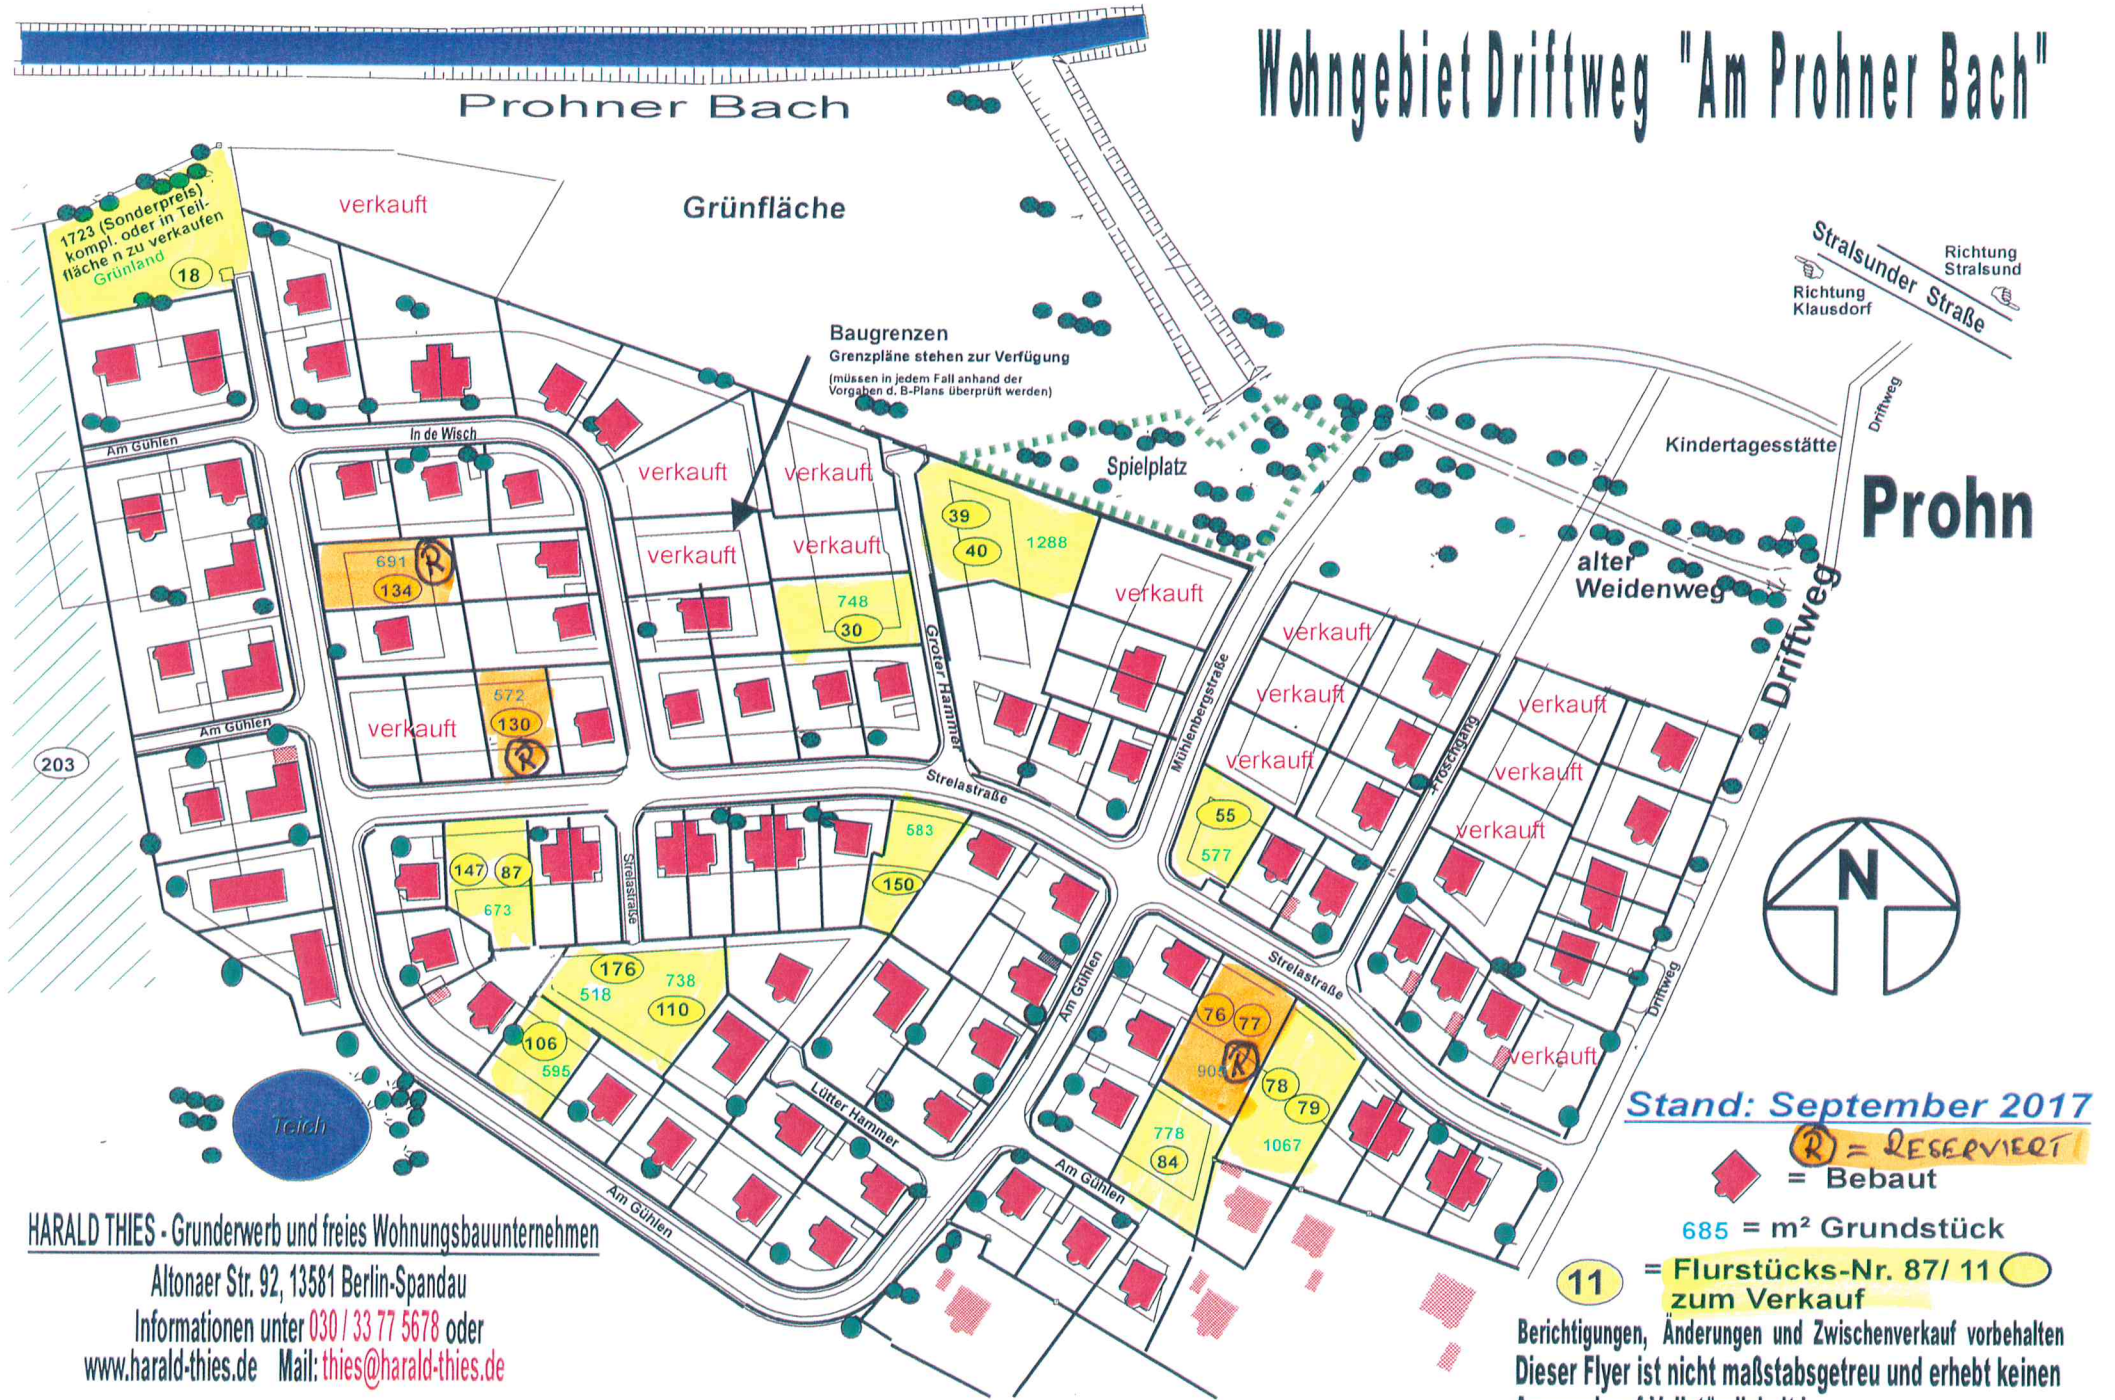 Wohngebiet Driftweg "Am Prohner Bach"
Prohner Bach
Grünfläche
verkauft
1723 (Sonderpreis)
kompl. oder in Teil-
fläche n zu verkaufen
Grünland
18
Stralsunder Straße
Richtung
Stralsund
Richtung
Klausdorf
Baugrenzen
Grenzpläne stehen zur Verfügung
(müssen in jedem Fall anhand der
Vorgaben d. B-Plans überprüft werden)
Driftweg
Kindertagesstätte
Prohn
Spielplatz
alter
Weidenweg
Driftweg
Am Gühlen
In de Wisch
verkauft
verkauft
verkauft
verkauft
39
40
1288
verkauft
691
R
134
748
30
Groter Hammer
Mühlenbergstraße
verkauft
verkauft
verkauft
verkauft
verkauft
verkauft
Froschgang
572
130
R
verkauft
Am Gühlen
203
Strelastraße
55
577
583
150
147
87
673
Strelastraße
176
518
738
110
106
595
Am Gühlen
Strelastraße
Driftweg
verkauft
76
77
R
78
79
1067
778
84
Lütter Hammer
Am Gühlen
Am Gühlen
Teich
N
Stand: September 2017
R = RESERVIERT
= Bebaut
685 = m² Grundstück
11 = Flurstücks-Nr. 87/ 11
zum Verkauf
Berichtigungen, Änderungen und Zwischenverkauf vorbehalten
Dieser Flyer ist nicht maßstabsgetreu und erhebt keinen
HARALD THIES - Grunderwerb und freies Wohnungsbauunternehmen
Altonaer Str. 92, 13581 Berlin-Spandau
Informationen unter 030 / 33 77 5678 oder
www.harald-thies.de Mail: thies@harald-thies.de